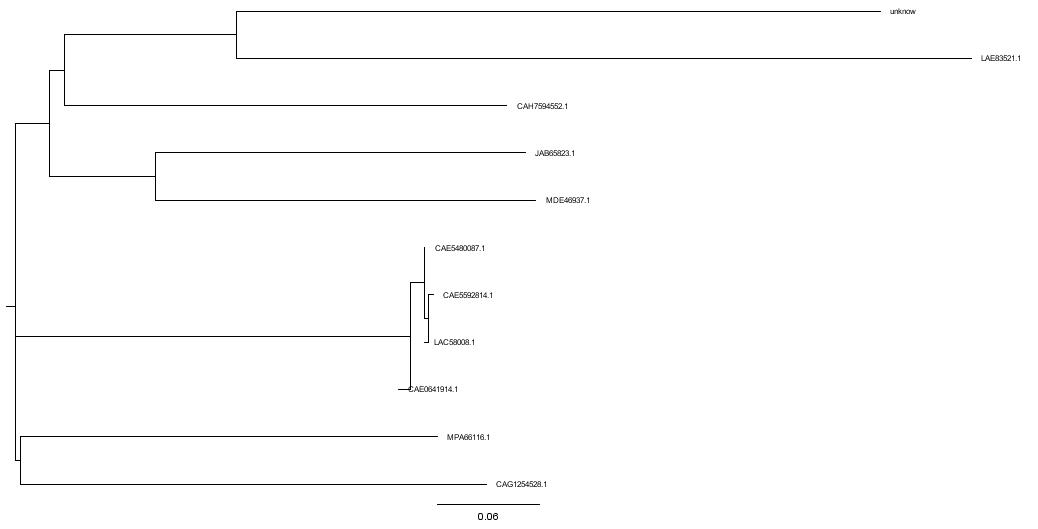 unknow
LAE83521.1
CAH7594552.1
JAB65823.1
MDE46937.1
CAE5480087.1
CAE5592814.1
LAC58008.1
CAE0641914.1
MPA66116.1
CAG1254528.1
0.06